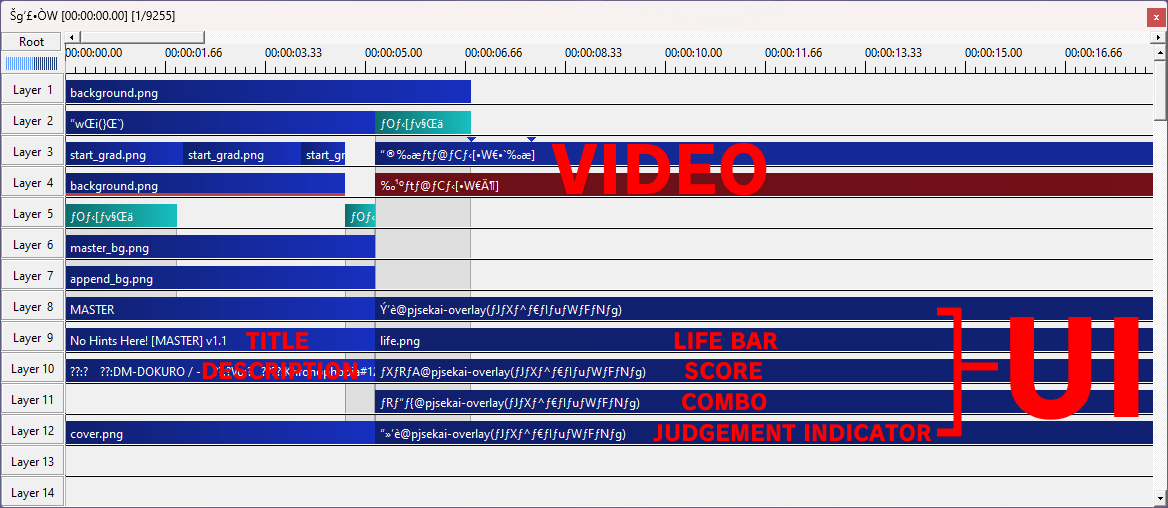 Šg’£•ÒW [00:00:00.00] [1/9255]
x
Root
00:00:00.00 00:00:01.66 00:00:03.33 00:00:05.00 00:00:06.66 00:00:08.33 00:00:10.00 00:00:11.66 00:00:13.33 00:00:15.00 00:00:16.66
Layer 1
background.png
Layer 2
“wŒi(}Œ`) ƒOƒ‹[ƒv§Œä
Layer 3
start_grad.png start_grad.png start_gr “®‰æƒtƒ@ƒCƒ‹[•W€•`‰æ]
VIDEO
Layer 4
background.png ‰¹ºƒtƒ@ƒCƒ‹[•W€Ä¶]
Layer 5
ƒOƒ‹[ƒv§Œä ƒOƒ‹
Layer 6
master_bg.png
Layer 7
append_bg.png
Layer 8
MASTER Ý’è@pjsekai-overlay(ƒJƒXƒ^ƒ€ƒIƒuƒWƒFƒNƒg)
Layer 9
No Hints Here! [MASTER] v1.1 TITLE life.png LIFE BAR
UI
Layer 10
DESCRIPTION ƒXƒRƒA@pjsekai-overlay(ƒJƒXƒ^ƒ€ƒIƒuƒWƒFƒNƒg) SCORE
Layer 11
ƒRƒ“ƒ{@pjsekai-overlay(ƒJƒXƒ^ƒ€ƒIƒuƒWƒFƒNƒg) COMBO
Layer 12
cover.png “»’è@pjsekai-overlay(ƒJƒXƒ^ƒ€ƒIƒuƒWƒFƒNƒg) JUDGEMENT INDICATOR
Layer 13
Layer 14